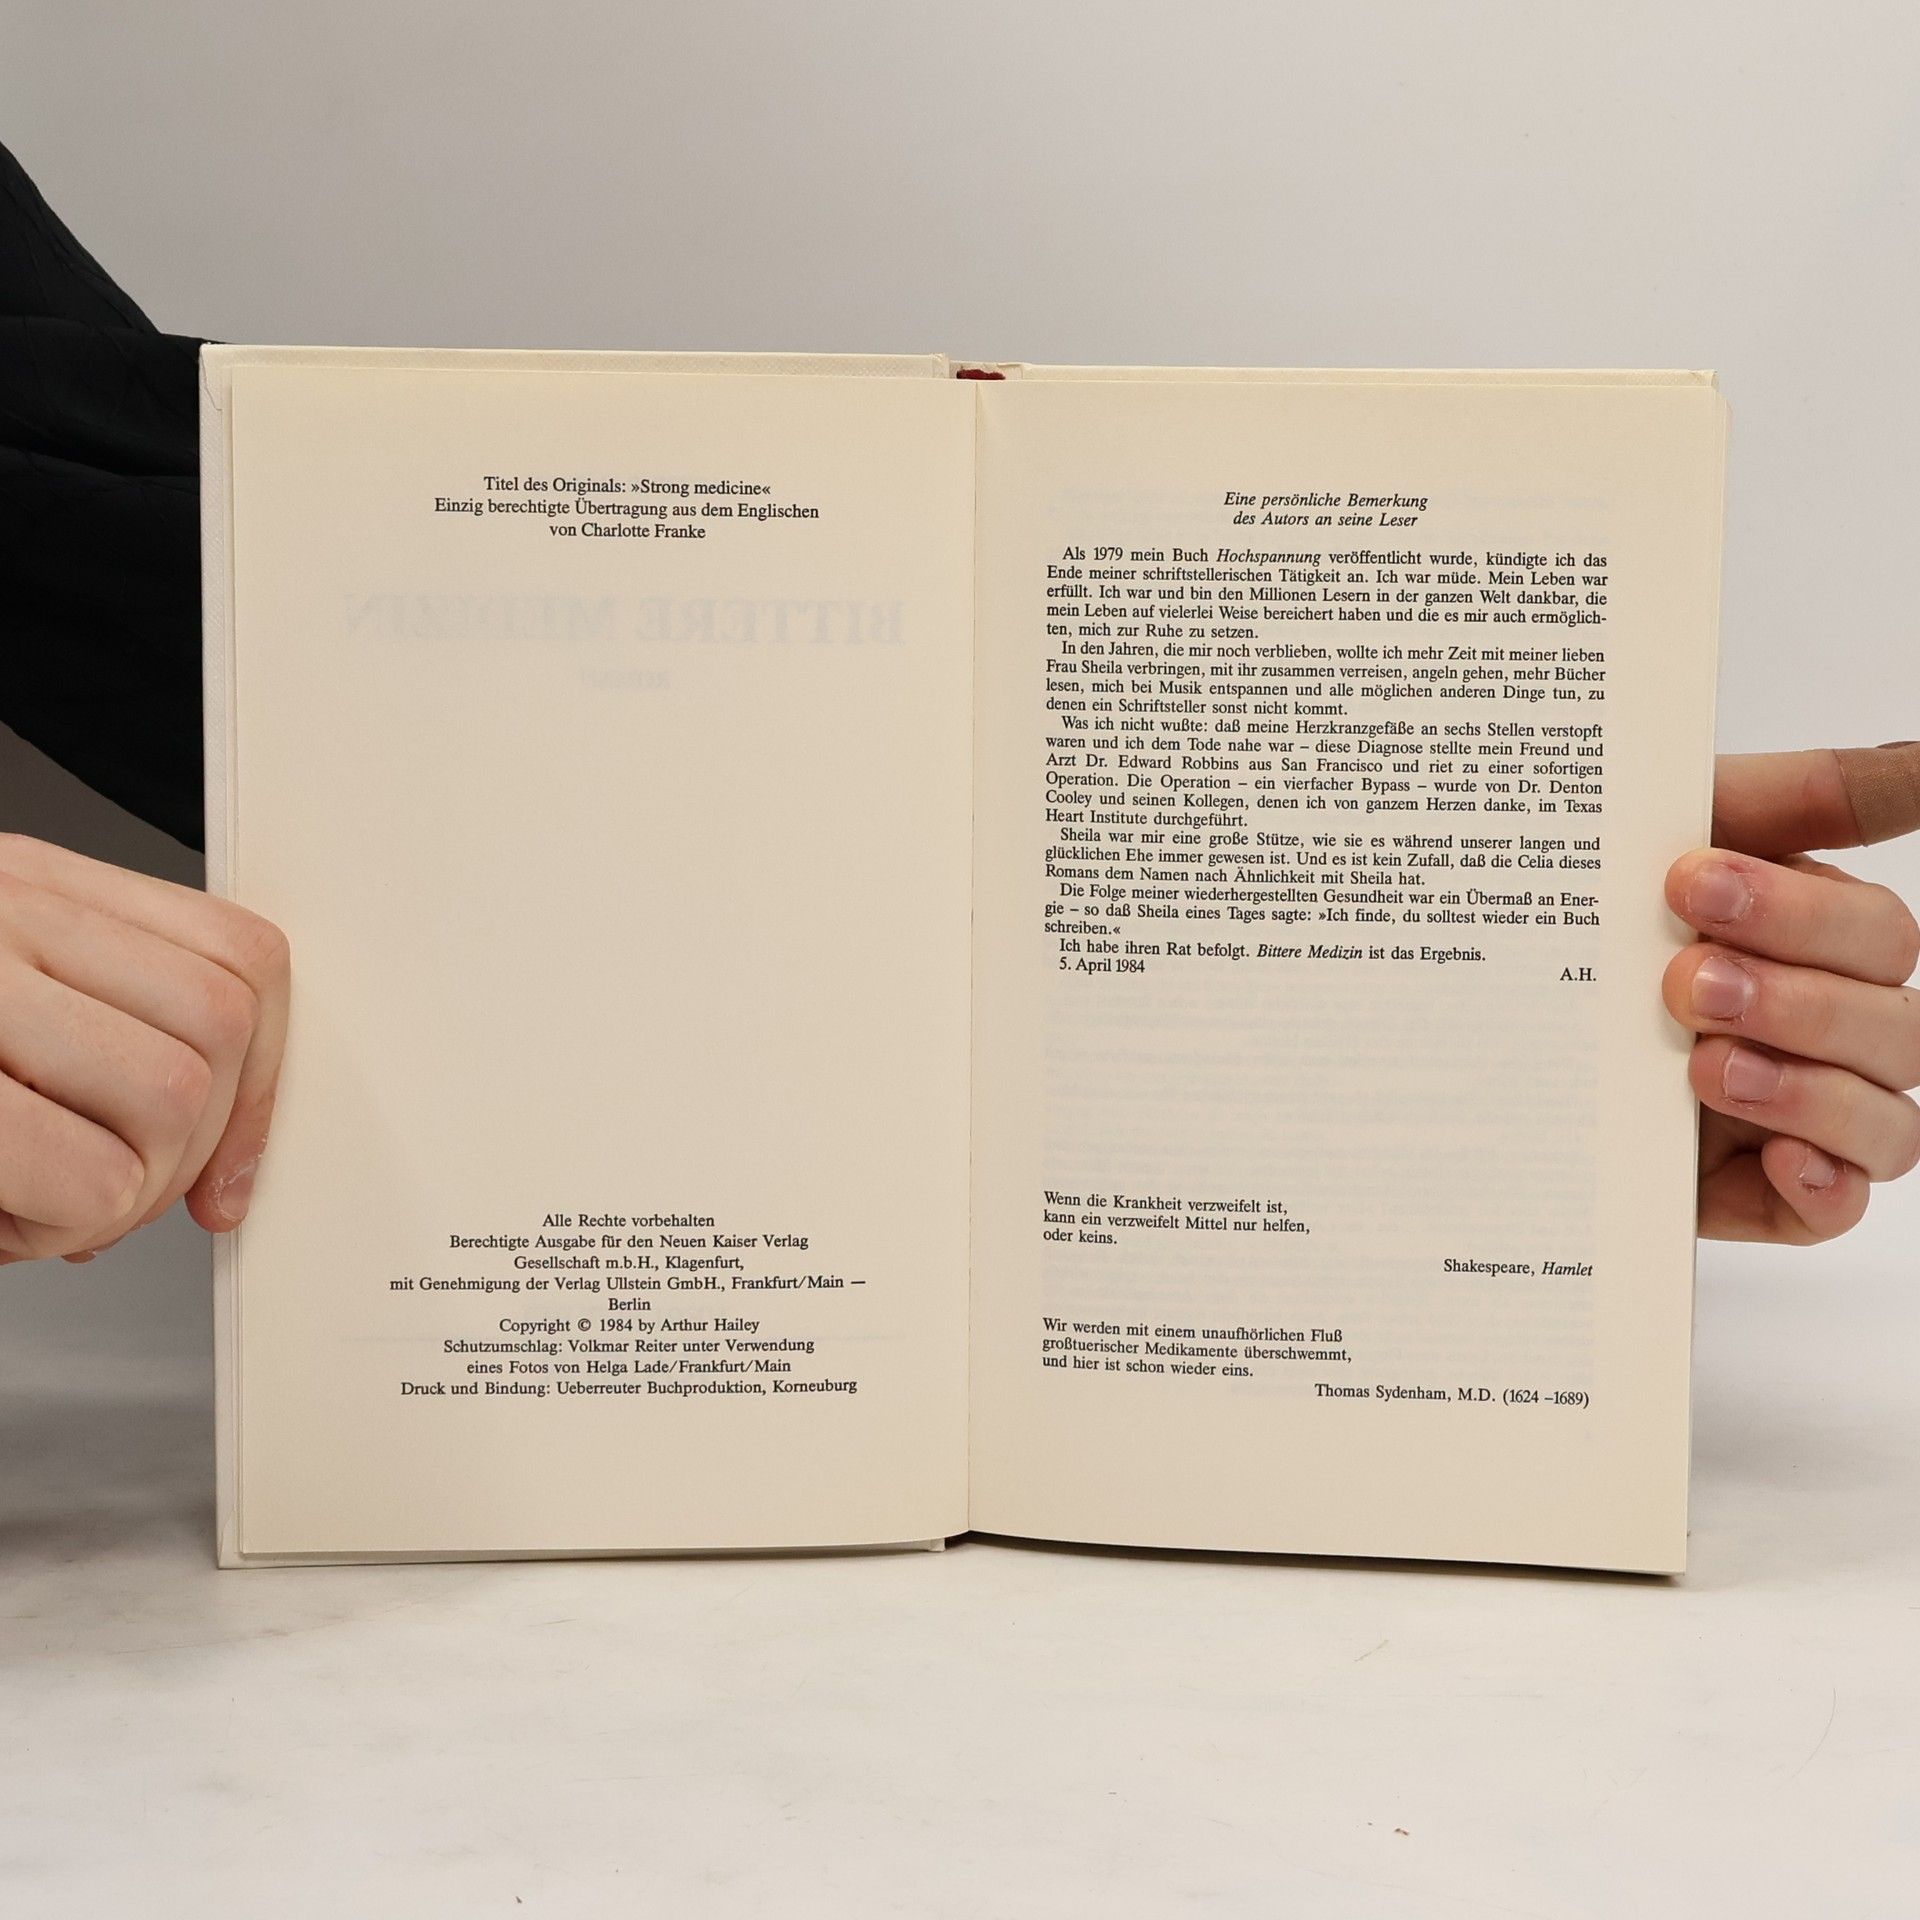 Titel des Originals: »Strong medicine«
Einzig berechtigte Übertragung aus dem Englischen
von Charlotte Franke
Alle Rechte vorbehalten
Berechtigte Ausgabe für den Neuen Kaiser Verlag
Gesellschaft m.b.H., Klagenfurt,
mit Genehmigung der Verlag Ullstein GmbH., Frankfurt/Main —
Berlin
Copyright © 1984 by Arthur Hailey
Schutzumschlag: Volkmar Reiter unter Verwendung
eines Fotos von Helga Lade/Frankfurt/Main
Druck und Bindung: Ueberreuter Buchproduktion, Korneuburg
Eine persönliche Bemerkung
des Autors an seine Leser
Als 1979 mein Buch Hochspannung veröffentlicht wurde, kündigte ich das
Ende meiner schriftstellerischen Tätigkeit an. Ich war müde. Mein Leben war
erfüllt. Ich war und bin den Millionen Lesern in der ganzen Welt dankbar, die
mein Leben auf vielerlei Weise bereichert haben und die es mir auch ermöglich-
ten, mich zur Ruhe zu setzen.
In den Jahren, die mir noch verblieben, wollte ich mehr Zeit mit meiner lieben
Frau Sheila verbringen, mit ihr zusammen verreisen, angeln gehen, mehr Bücher
lesen, mich bei Musik entspannen und alle möglichen anderen Dinge tun, zu
denen ein Schriftsteller sonst nicht kommt.
Was ich nicht wußte: daß meine Herzkranzgefäße an sechs Stellen verstopft
waren und ich dem Tode nahe war – diese Diagnose stellte mein Freund und
Arzt Dr. Edward Robbins aus San Francisco und riet zu einer sofortigen
Operation. Die Operation – ein vierfacher Bypass – wurde von Dr. Denton
Cooley und seinen Kollegen, denen ich von ganzem Herzen danke, im Texas
Heart Institute durchgeführt.
Sheila war mir eine große Stütze, wie sie es während unserer langen und
glücklichen Ehe immer gewesen ist. Und es ist kein Zufall, daß die Celia dieses
Romans dem Namen nach Ähnlichkeit mit Sheila hat.
Die Folge meiner wiederhergestellten Gesundheit war ein Übermaß an Ener-
gie – so daß Sheila eines Tages sagte: »Ich finde, du solltest wieder ein Buch
schreiben.«
Ich habe ihren Rat befolgt. Bittere Medizin ist das Ergebnis.
5. April 1984 A.H.
Wenn die Krankheit verzweifelt ist,
kann ein verzweifelt Mittel nur helfen,
oder keins.
Shakespeare, Hamlet
Wir werden mit einem unaufhörlichen Fluß
großtuerischer Medikamente überschwemmt,
und hier ist schon wieder eins.
Thomas Sydenham, M.D. (1624 –1689)